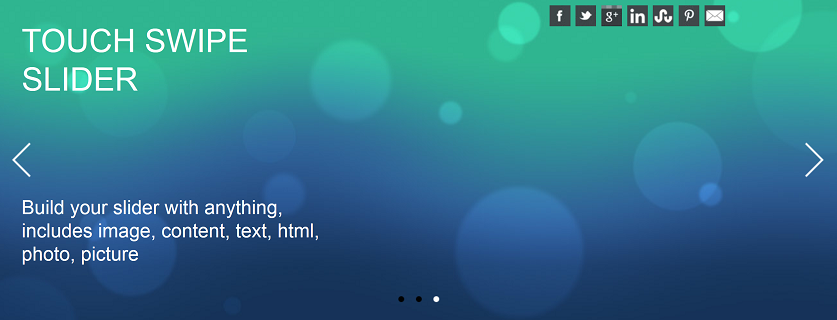 TOUCH SWIPE
SLIDER
Build your slider with anything,
includes image, content, text, html,
photo, picture